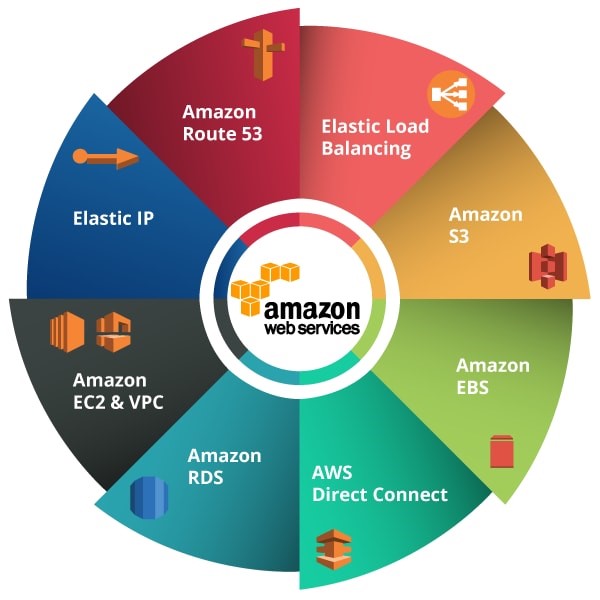 Amazon
Route 53
Elastic Load
Balancing
Amazon
S3
Amazon
EBS
AWS
Direct Connect
Amazon
RDS
Amazon
EC2 & VPC
Elastic IP
amazon
web services